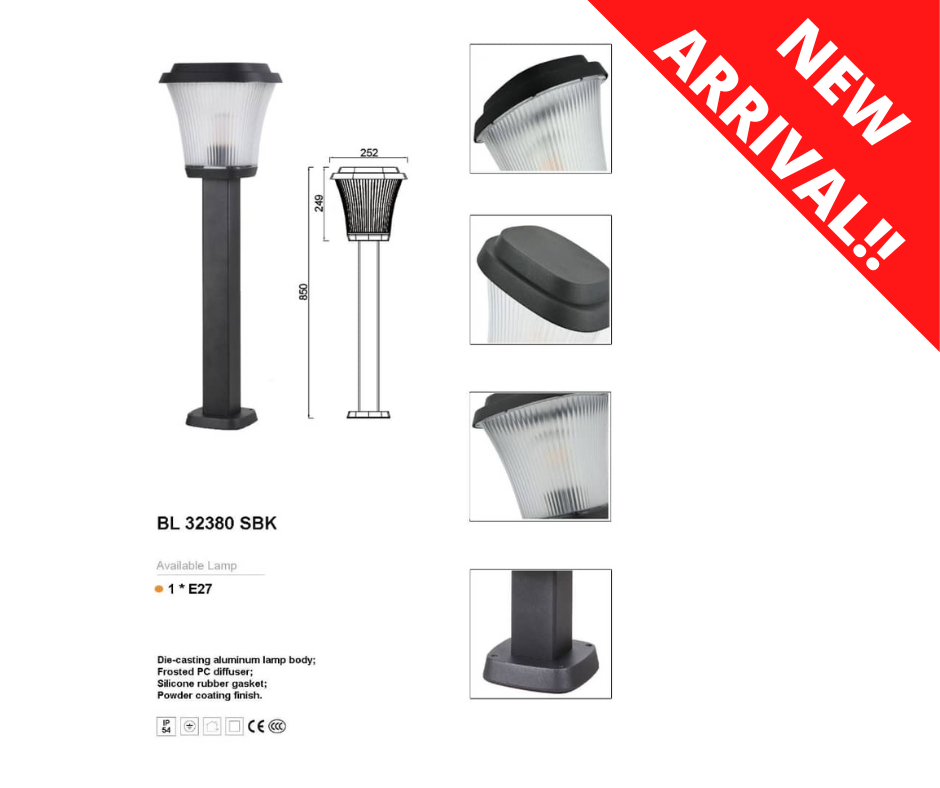 NEW
ARRIVAL!!
252
249
850
BL 32380 SBK
Available Lamp
1 * E27
Die-casting aluminum lamp body;
Frosted PC diffuser;
Silicone rubber gasket;
Powder coating finish.
IP
54
CE CCC